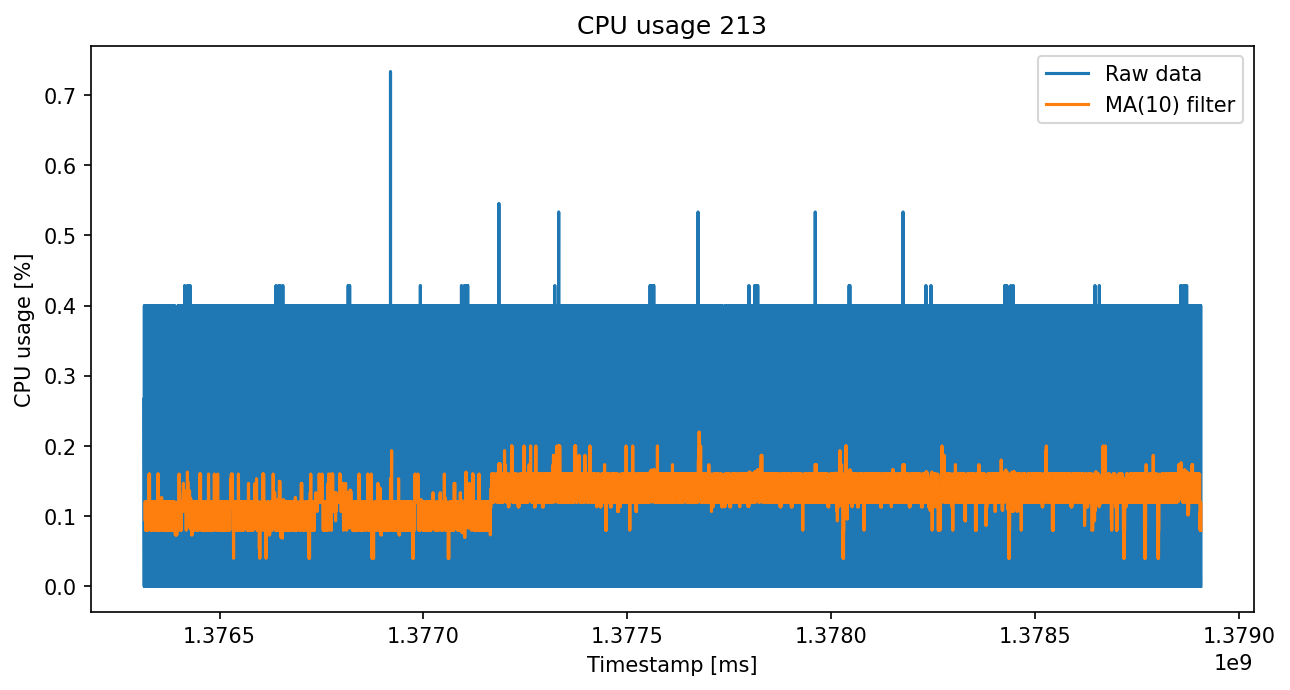 CPU usage 213
Raw data
MA(10) filter
CPU usage [%]
0.7
0.6
0.5
0.4
0.3
0.2
0.1
0.0
1.3765 1.3770 1.3775 1.3780 1.3785 1.3790
Timestamp [ms]
1e9